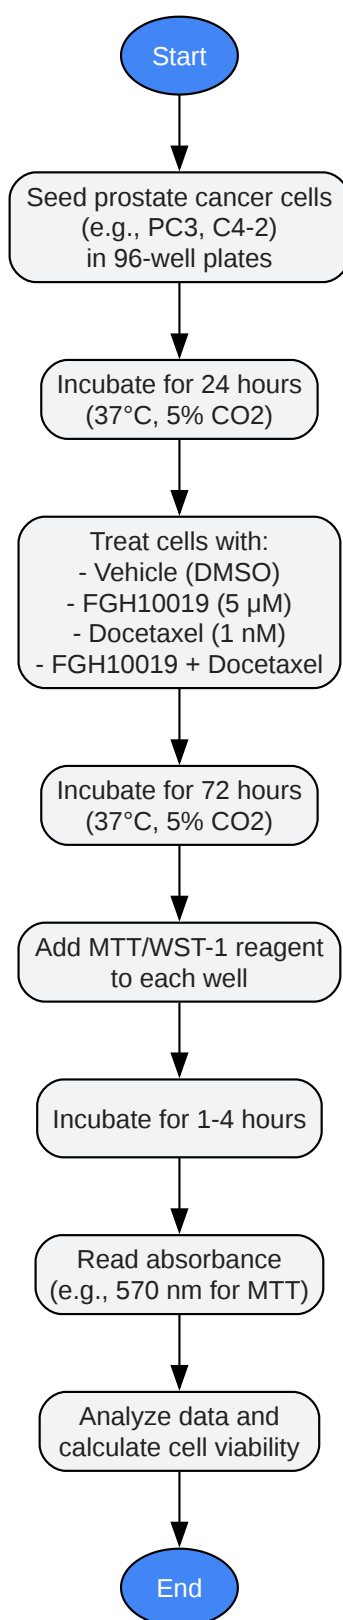 Start
Seed prostate cancer cells
(e.g., PC3, C4-2)
in 96-well plates
Incubate for 24 hours
(37°C, 5% CO2)
Treat cells with:
- Vehicle (DMSO)
- FGH10019 (5 μM)
- Docetaxel (1 nM)
- FGH10019 + Docetaxel
Incubate for 72 hours
(37°C, 5% CO2)
Add MTT/WST-1 reagent
to each well
Incubate for 1-4 hours
Read absorbance
(e.g., 570 nm for MTT)
Analyze data and
calculate cell viability
End